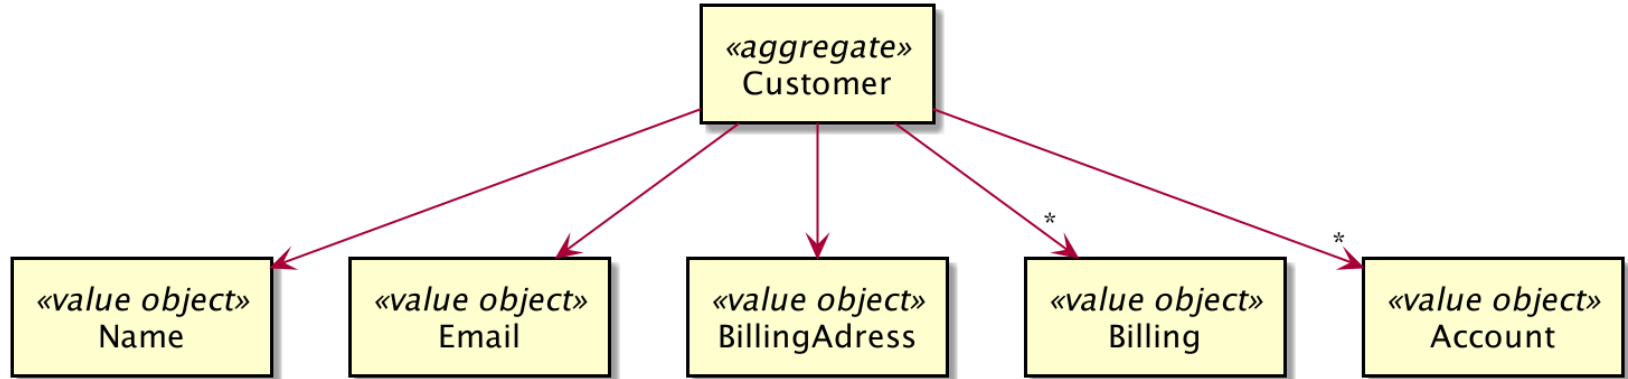 «aggregate»
Customer
*
*
«value object»
Name
«value object»
Email
«value object»
BillingAdress
«value object»
Billing
«value object»
Account